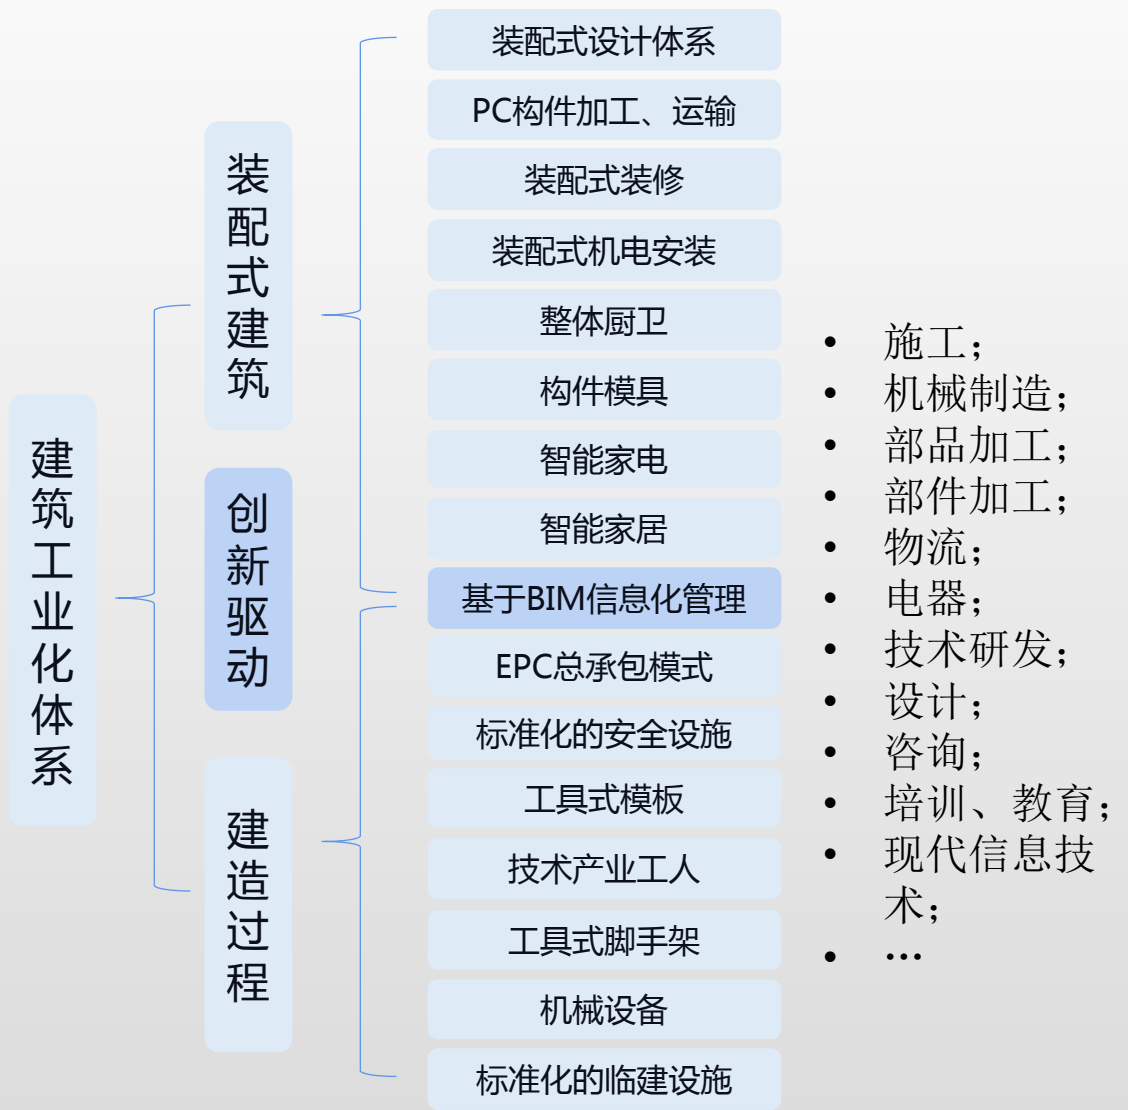 建筑工业化体系
装配式建筑
创新驱动
建造过程
装配式设计体系
PC构件加工、运输
装配式装修
装配式机电安装
整体厨卫
构件模具
智能家电
智能家居
基于BIM信息化管理
EPC总承包模式
标准化的安全设施
工具式模板
技术产业工人
工具式脚手架
机械设备
标准化的临建设施
• 施工；
• 机械制造；
• 部品加工；
• 部件加工；
• 物流；
• 电器；
• 技术研发；
• 设计；
• 咨询；
• 培训、教育；
• 现代信息技
术；
• …